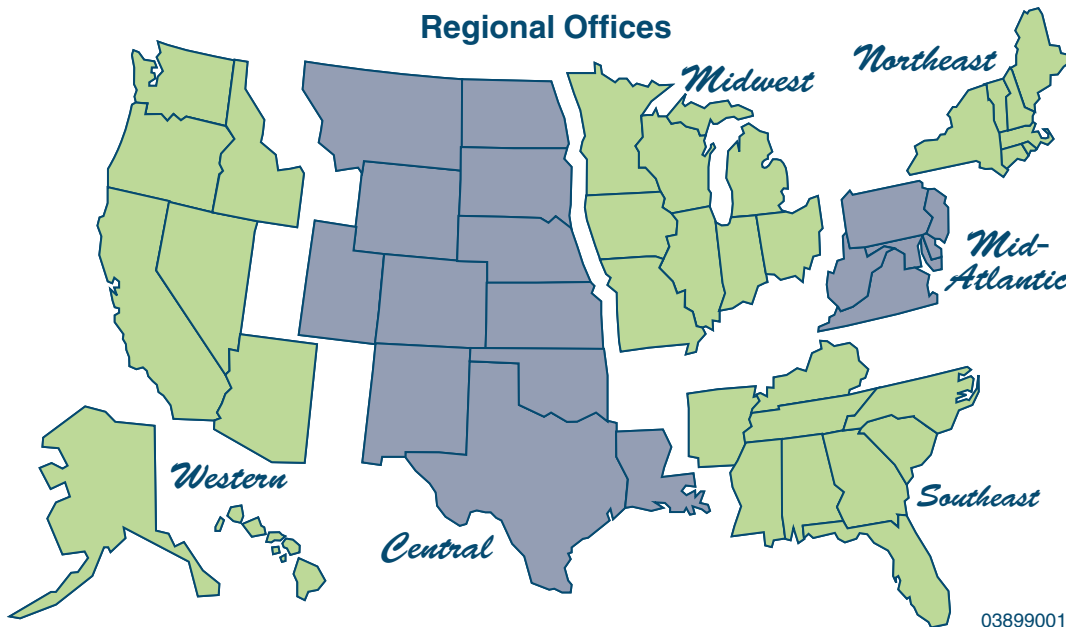 Regional Offices
Northeast
Midwest
Mid-
Atlantic
Western
Southeast
Central
03899001